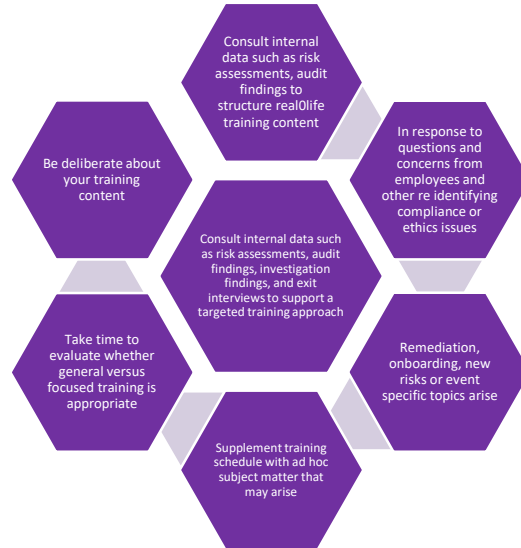 Consult internal data
such as risk
assessments, audit
findings to
structure real0life
training content
In response to
questions and
concerns from
employees and
other re identifying
compliance or
ethics issues
Be deliberate about
your training
content
Consult internal data such
as risk assessments, audit
findings, investigation
findings, and exit
interviews to support a
targeted training approach
Take time to
evaluate whether
general versus
focused training is
appropriate
Remediation,
onboarding, new
risks or event
specific topics arise
Supplement training
schedule with ad hoc
subject matter that
may arise